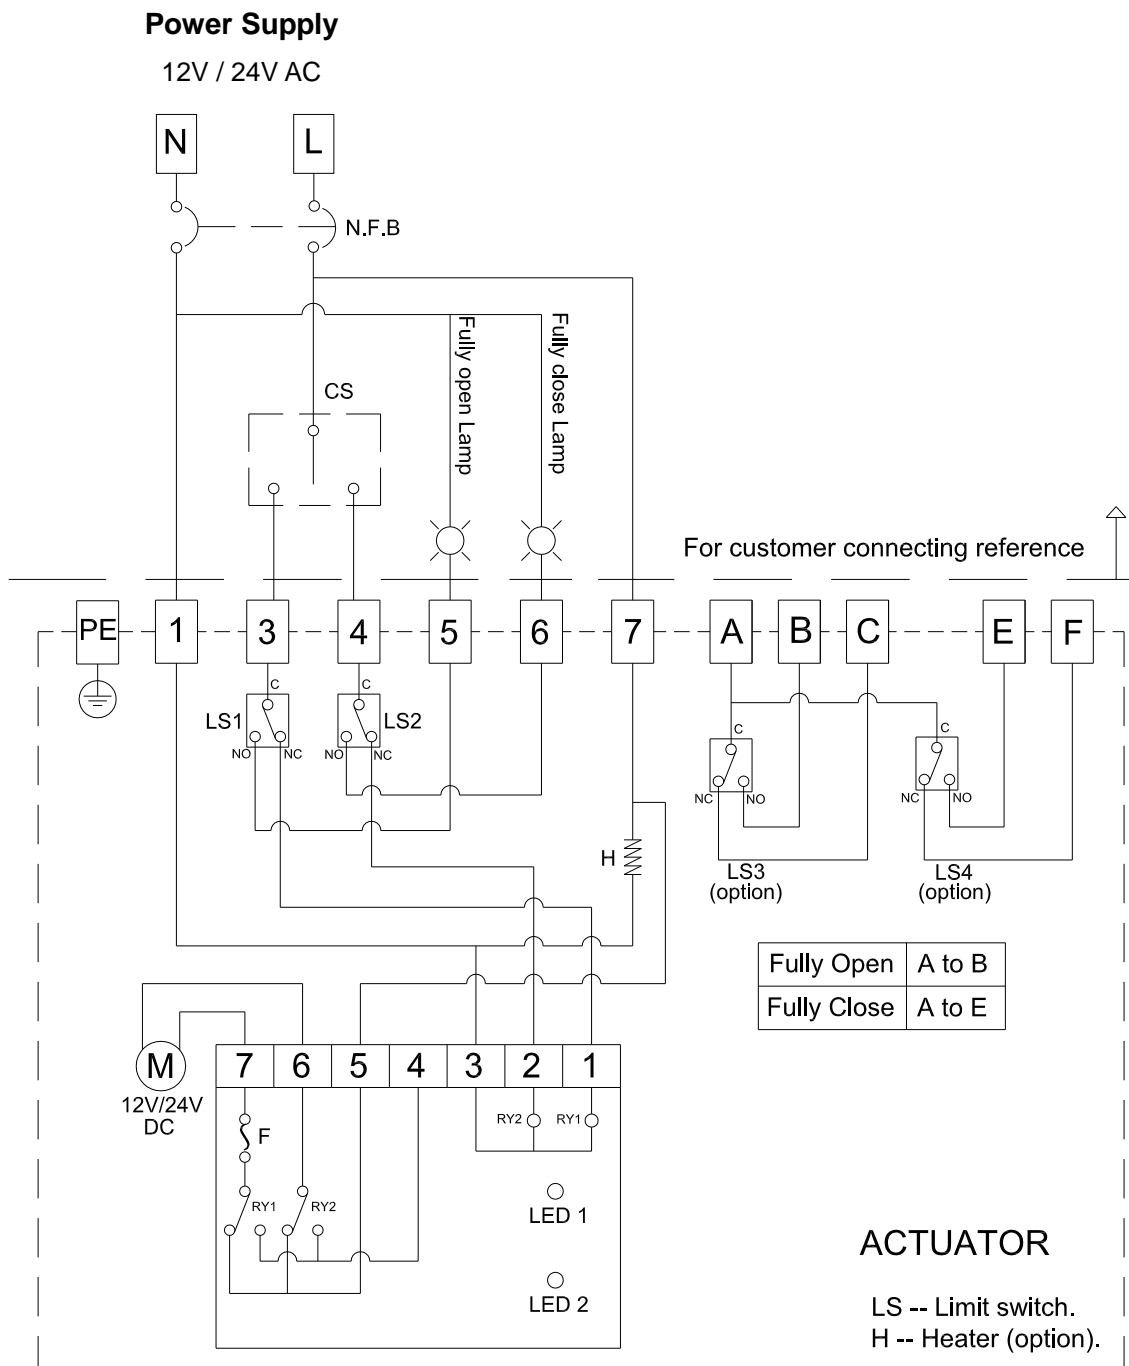 Power Supply
12V / 24V AC
N L
N.F.B
CS
Fully open Lamp
Fully close Lamp
For customer connecting reference
PE 1 3 4 5 6 7 A B C E F
C C
LS1 LS2
NO NC NO NC
C C
NC NO NC NO
H
LS3
(option)
LS4
(option)
Fully Open A to B
Fully Close A to E
M
12V/24V
DC
7 6 5 4 3 2 1
F
RY2 RY1
RY1 RY2
LED 1
LED 2
ACTUATOR
LS -- Limit switch.
H -- Heater (option).